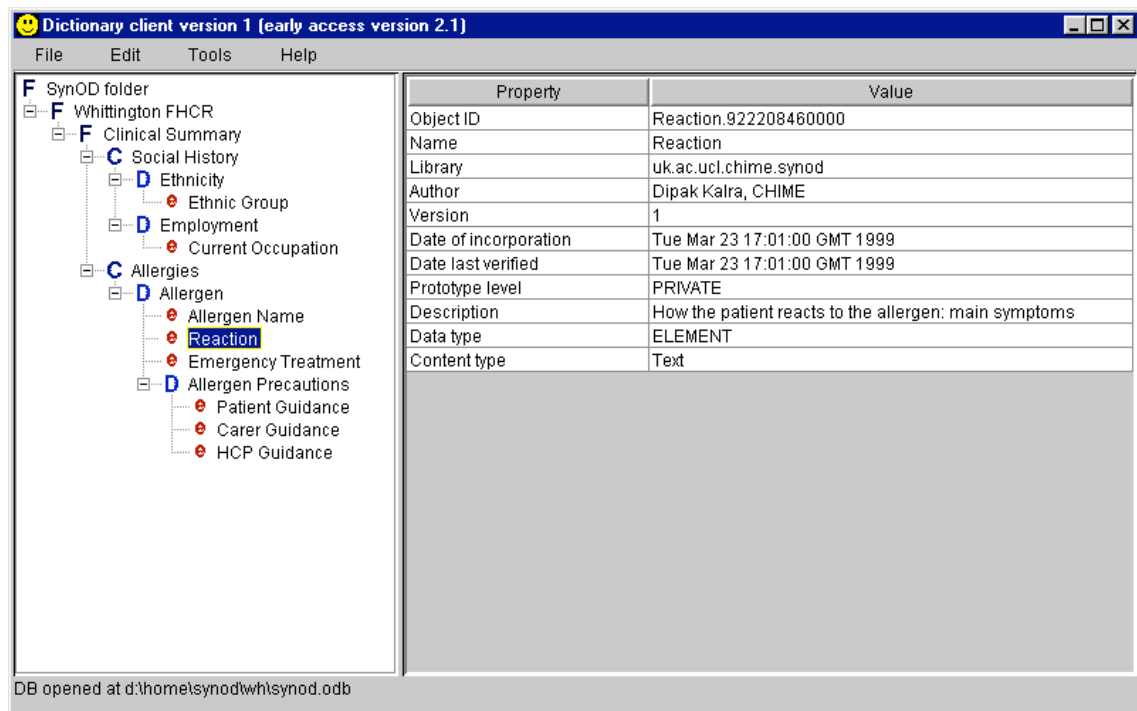 Dictionary client version 1 (early access version 2.1)
File Edit Tools Help
F SynOD folder
F Whittington FHCR
F Clinical Summary
C Social History
D Ethnicity
e Ethnic Group
D Employment
e Current Occupation
C Allergies
D Allergen
e Allergen Name
e Reaction
e Emergency Treatment
D Allergen Precautions
e Patient Guidance
e Carer Guidance
e HCP Guidance
Property Value
Object ID Reaction.922208460000
Name Reaction
Library uk.ac.ucl.chime.synod
Author Dipak Kalra, CHIME
Version 1
Date of incorporation Tue Mar 23 17:01:00 GMT 1999
Date last verified Tue Mar 23 17:01:00 GMT 1999
Prototype level PRIVATE
Description How the patient reacts to the allergen: main symptoms
Data type ELEMENT
Content type Text
DB opened at d:\home\synod\wh\synod.odb